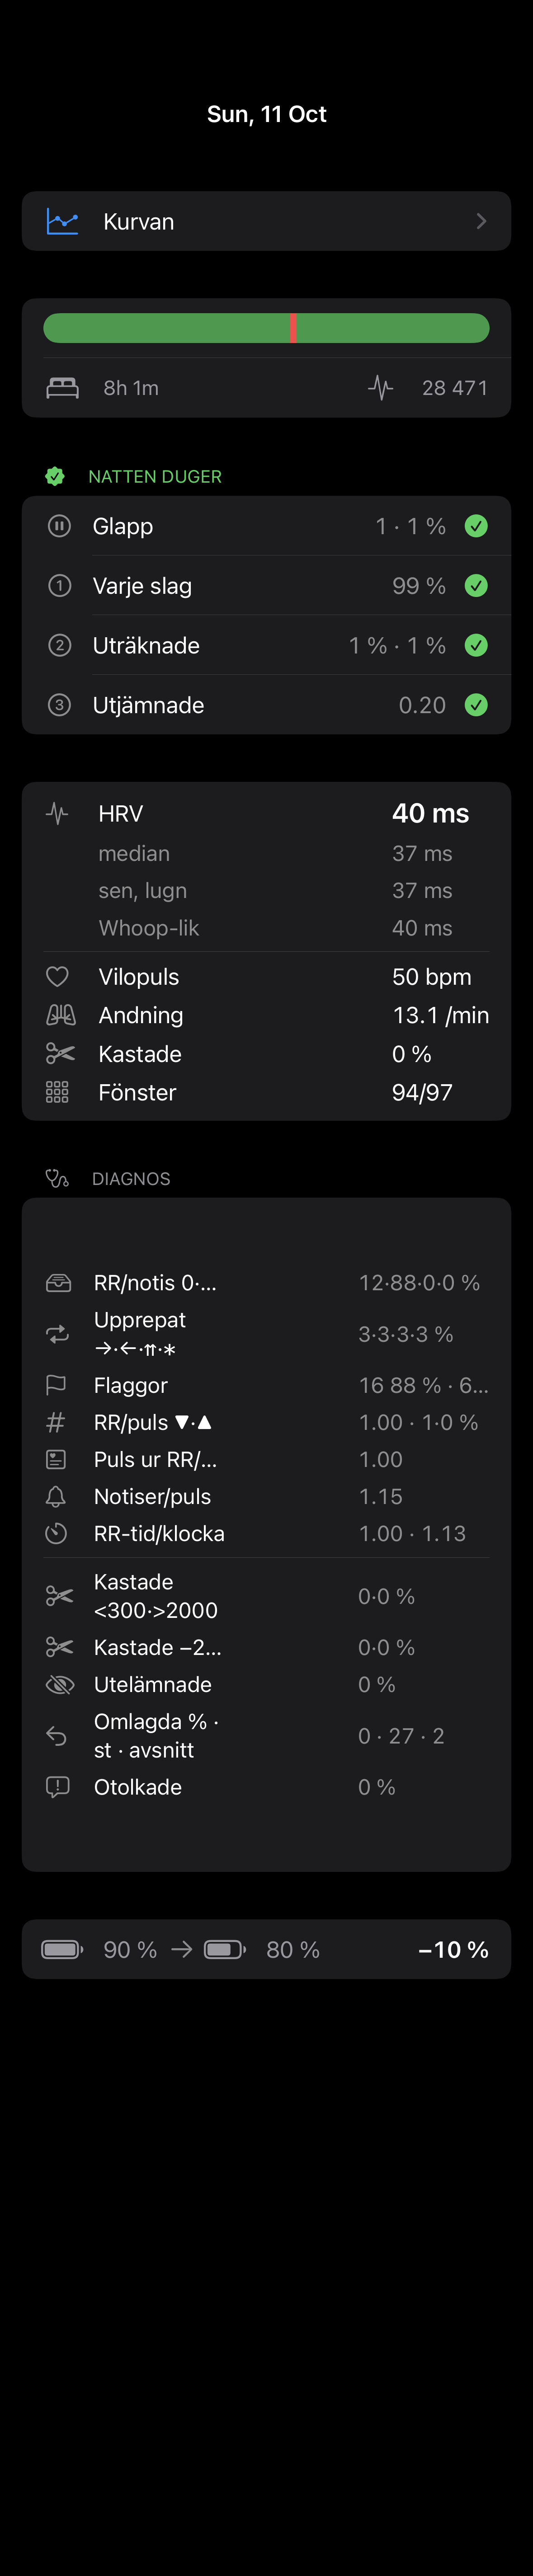 Sun, 11 Oct
Kurvan
8h 1m 28 471
NATTEN DUGER
Glapp 1 · 1 %
1 Varje slag 99 %
2 Uträknade 1 % · 1 %
3 Utjämnade 0.20
HRV 40 ms
median 37 ms
sen, lugn 37 ms
Whoop-lik 40 ms
Vilopuls 50 bpm
Andning 13.1 /min
Kastade 0 %
Fönster 94/97
DIAGNOS
RR/notis 0·... 12·88·0·0 %
Upprepat
→·←·⇈·∗ 3·3·3·3 %
Flaggor 16 88 % · 6...
RR/puls ▼·▲ 1.00 · 1·0 %
Puls ur RR/... 1.00
Notiser/puls 1.15
RR-tid/klocka 1.00 · 1.13
Kastade
<300·>2000 0·0 %
Kastade −2... 0·0 %
Utelämnade 0 %
Omlagda % ·
st · avsnitt 0 · 27 · 2
Otolkade 0 %
90 % → 80 % −10 %